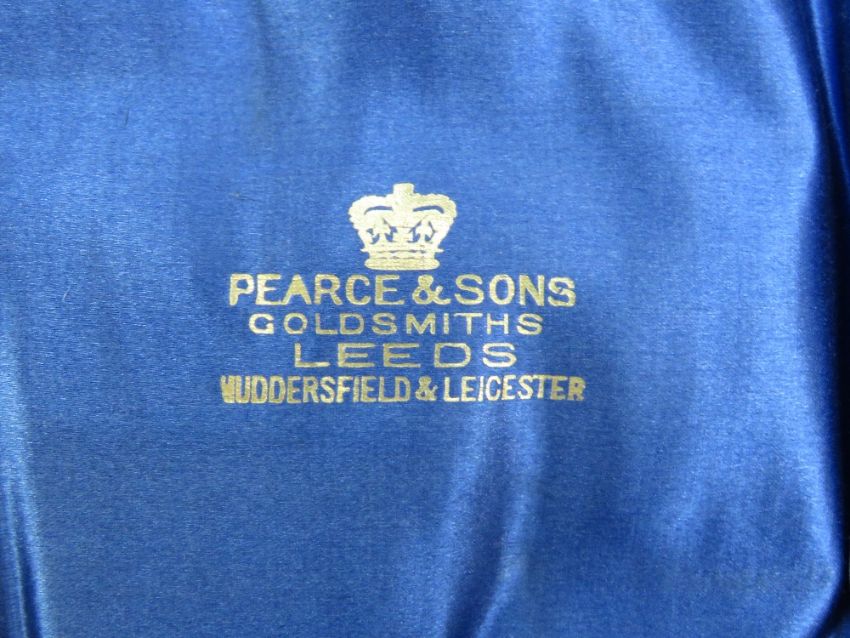 PEARCE & SONS
GOLDSMITHS
LEEDS
HUDDERSFIELD & LEICESTER